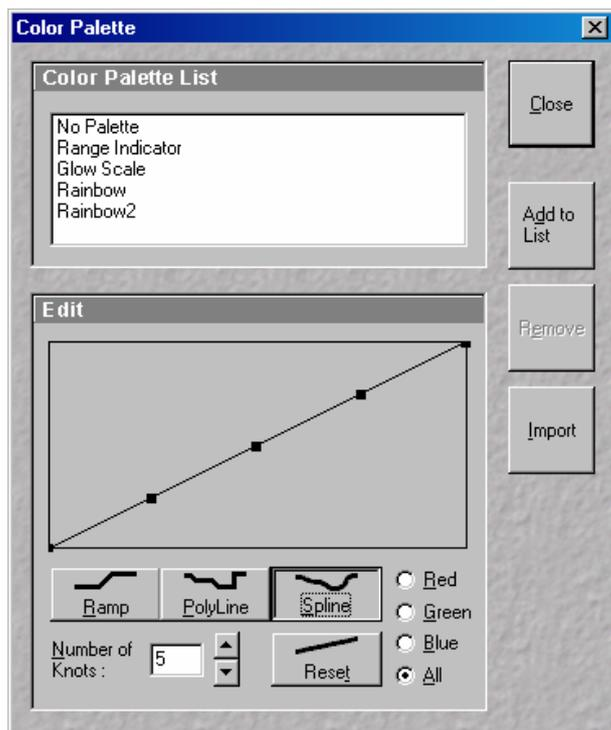 Color Palette
Color Palette List
No Palette
Range Indicator
Glow Scale
Rainbow
Rainbow2
Close
Add to
List
Remove
Import
Edit
Ramp
PolyLine
Spline
Red
Green
Blue
All
Number of
Knots :
5
Reset